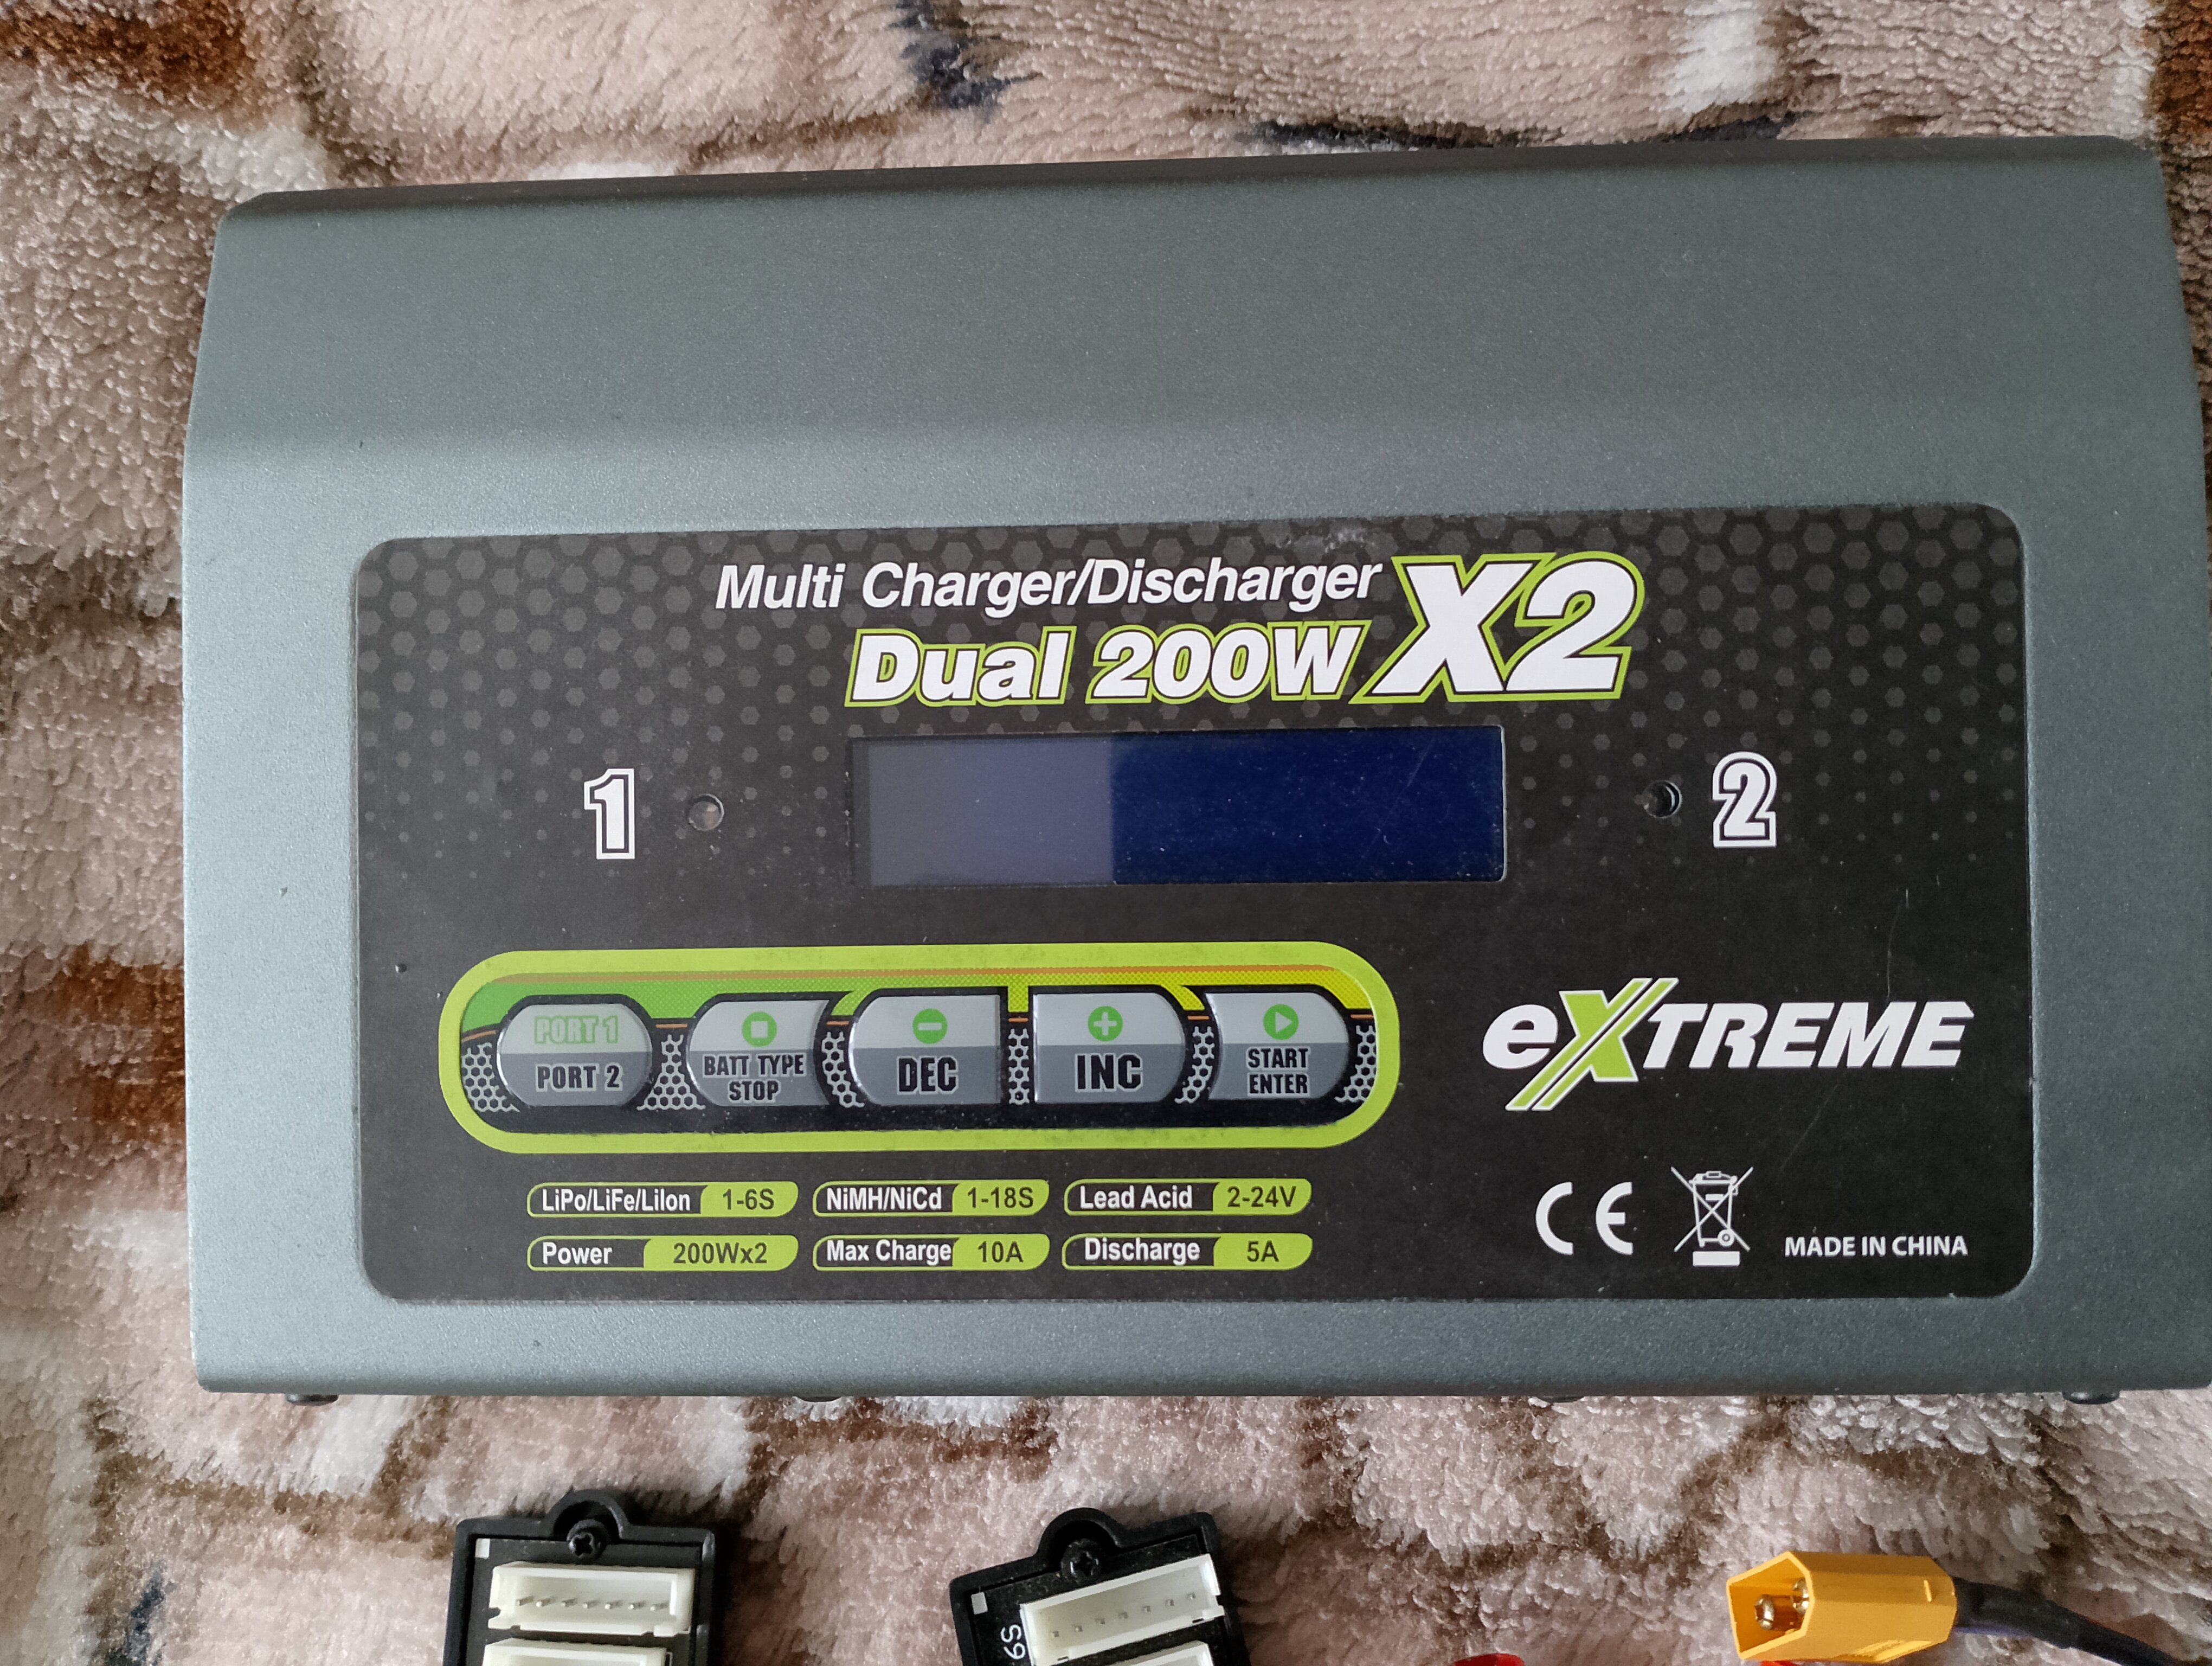 Multi Charger/Discharger X2
Dual 200W
1
2
PORT 1
PORT 2
BATT TYPE
STOP
DEC
INC
START
ENTER
eXTREME
LiPo/LiFe/LiIon 1-6S
NiMH/NiCd 1-18S
Lead Acid 2-24V
Power 200Wx2
Max Charge 10A
Discharge 5A
CE
MADE IN CHINA
6S